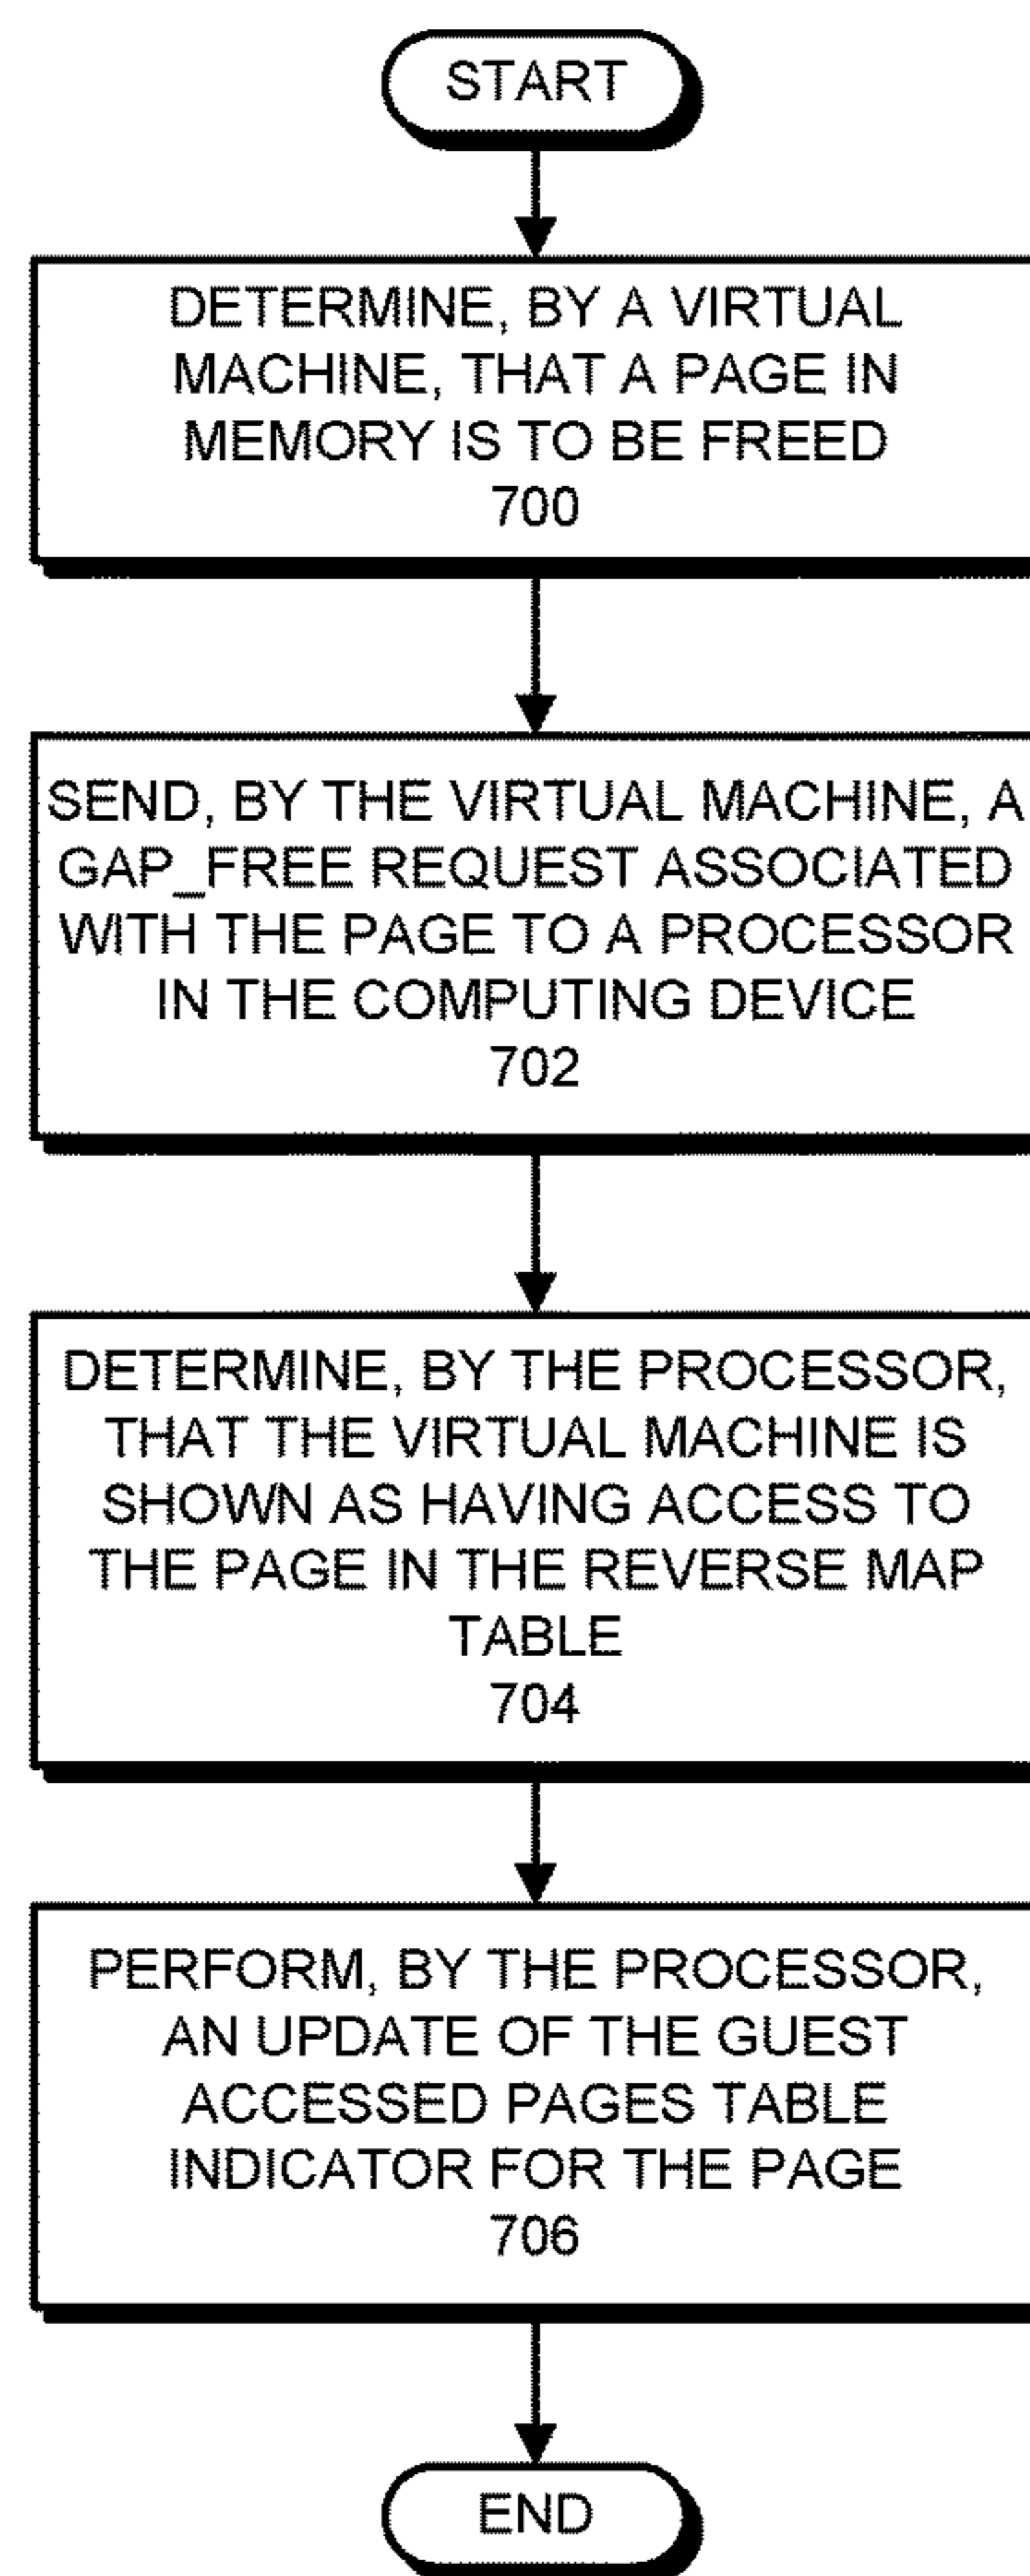 START
DETERMINE, BY A VIRTUAL
MACHINE, THAT A PAGE IN
MEMORY IS TO BE FREED
700
SEND, BY THE VIRTUAL MACHINE, A
GAP_FREE REQUEST ASSOCIATED
WITH THE PAGE TO A PROCESSOR
IN THE COMPUTING DEVICE
702
DETERMINE, BY THE PROCESSOR,
THAT THE VIRTUAL MACHINE IS
SHOWN AS HAVING ACCESS TO
THE PAGE IN THE REVERSE MAP
TABLE
704
PERFORM, BY THE PROCESSOR,
AN UPDATE OF THE GUEST
ACCESSED PAGES TABLE
INDICATOR FOR THE PAGE
706
END